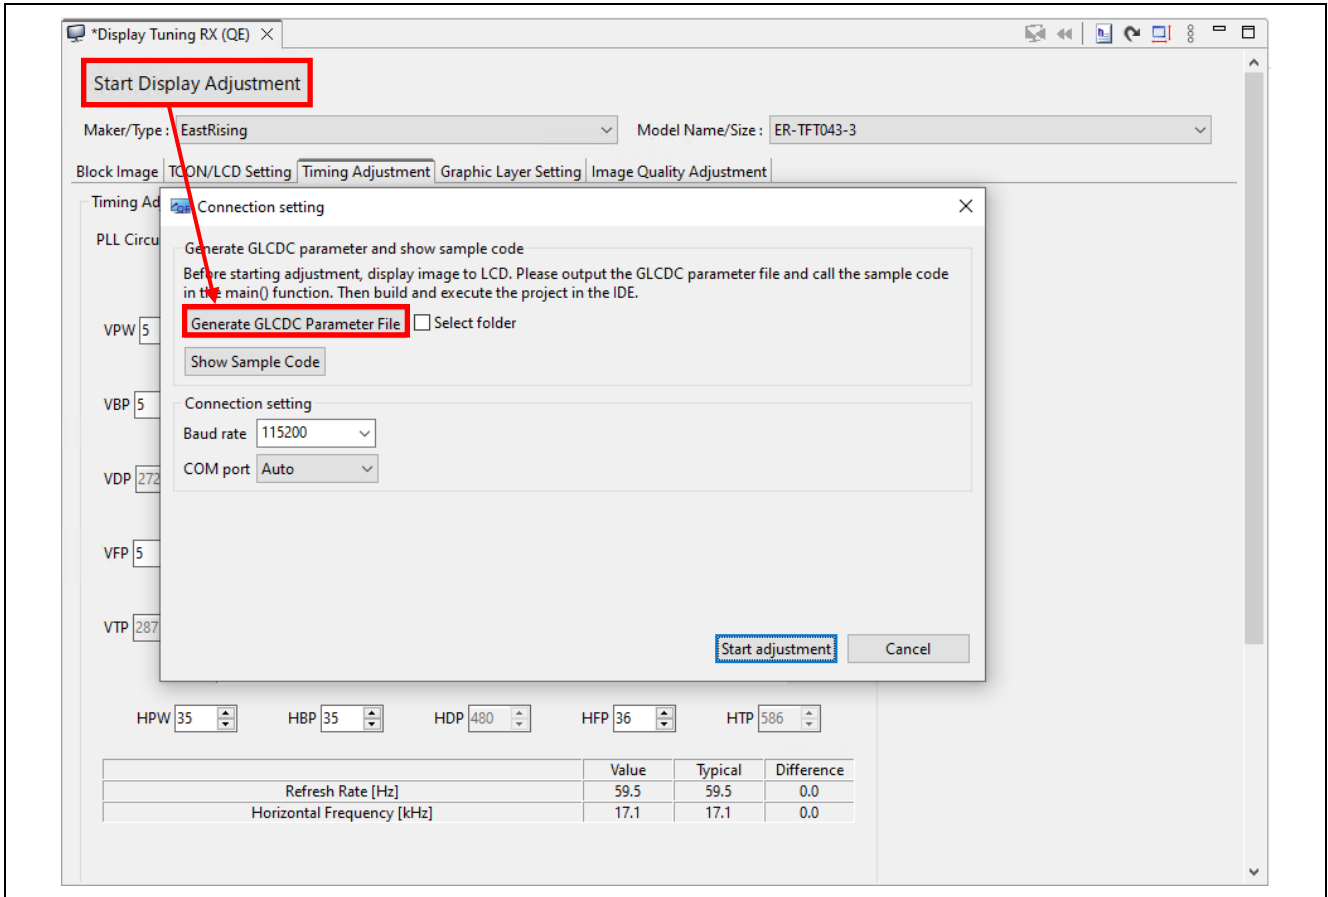 *Display Tuning RX (QE)
Start Display Adjustment
Maker/Type : EastRising Model Name/Size : ER-TFT043-3
Block Image TCON/LCD Setting Timing Adjustment Graphic Layer Setting Image Quality Adjustment
Timing Ad
Connection setting
PLL Circu
Generate GLCDC parameter and show sample code
Before starting adjustment, display image to LCD. Please output the GLCDC parameter file and call the sample code
in the main() function. Then build and execute the project in the IDE.
VPW 5
Generate GLCDC Parameter File Select folder
Show Sample Code
VBP 5
Connection setting
Baud rate 115200
COM port Auto
VDP 272
VFP 5
VTP 287
Start adjustment Cancel
HPW 35 HBP 35 HDP 480 HFP 36 HTP 586
Value Typical Difference
Refresh Rate [Hz] 59.5 59.5 0.0
Horizontal Frequency [kHz] 17.1 17.1 0.0